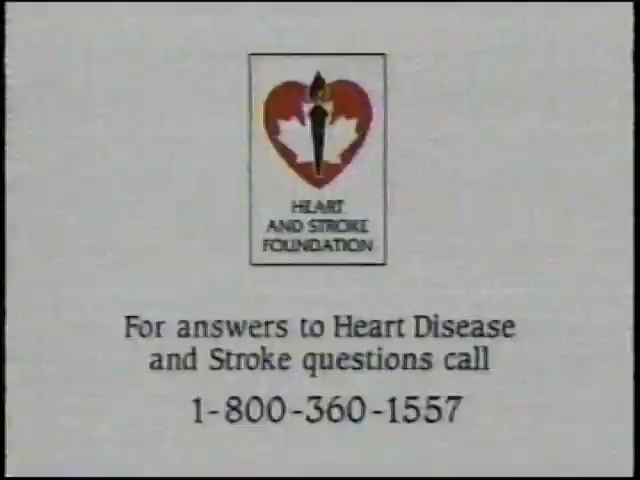 HEART
AND STROKE
FOUNDATION
For answers to Heart Disease
and Stroke questions call
1-800-360-1557